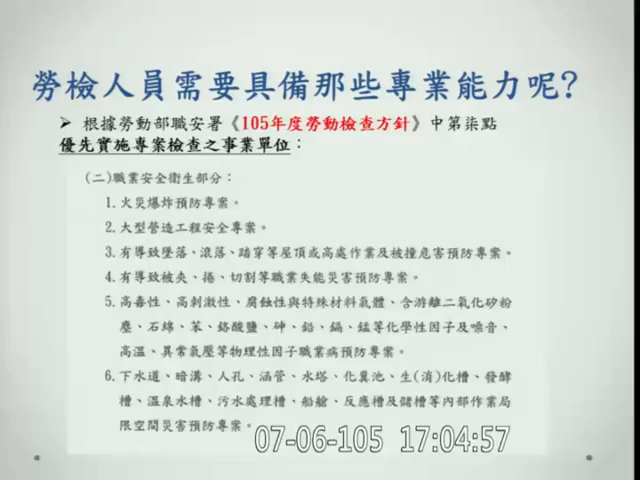 勞檢人員需要具備那些專業能力呢?
➢ 根據勞動部職安署《105年度勞動檢查方針》中第柒點
優先實施專案檢查之事業單位：
(二)職業安全衛生部分：
1.火災爆炸預防專案。
2.大型營造工程安全專案。
3.有導致墜落、滾落、踏穿等屋頂或高處作業及被撞危害預防專案。
4.有導致被夾、捲、切割等職業失能災害預防專案。
5.高毒性、高刺激性、腐蝕性與特殊材料氣體、含游離二氧化矽粉
塵、石綿、苯、鉻酸鹽、砷、鉛、鎘、錳等化學性因子及噪音、
高溫、異常氣壓等物理性因子職業病預防專案。
6.下水道、暗溝、人孔、涵管、水塔、化糞池、生(消)化槽、發酵
槽、溫泉水槽、污水處理槽、船艙、反應槽及儲槽等內部作業局
限空間災害預防專案。
07-06-105 17:04:57